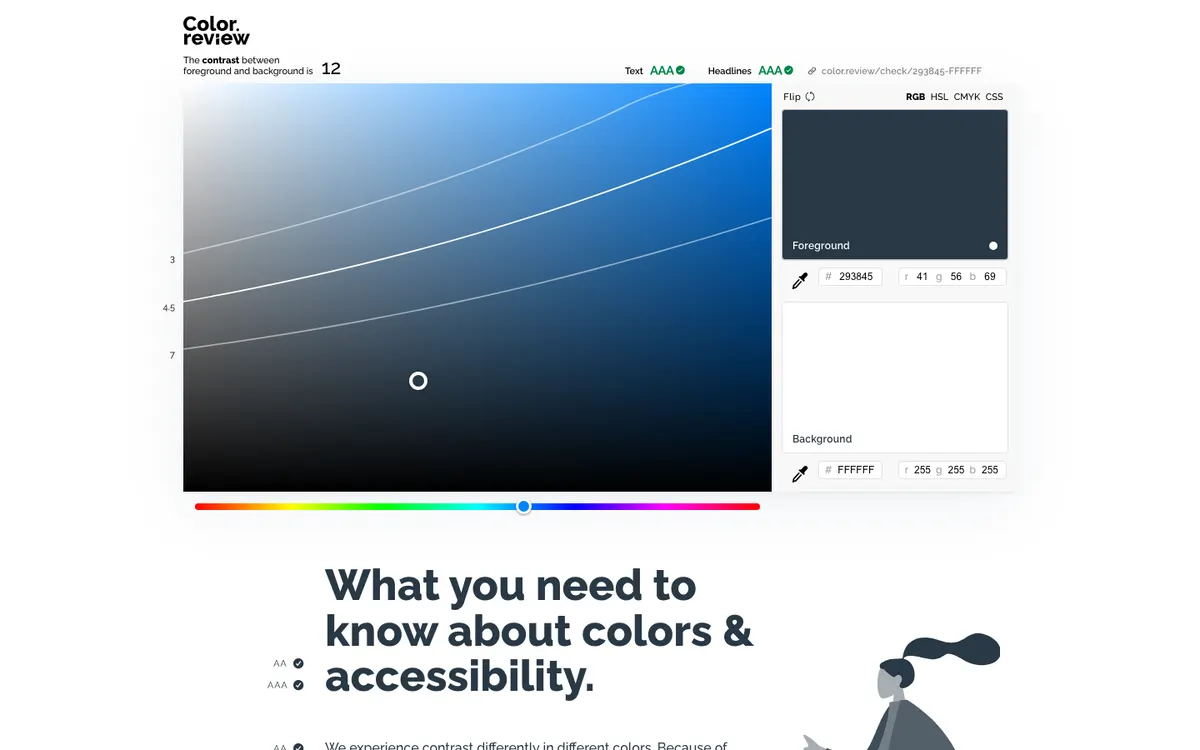 Color.
review
The contrast between
foreground and background is 12
Text AAA
Headlines AAA
color.review/check/293845-FFFFFF
3
4.5
7
Flip
RGB HSL CMYK CSS
Foreground
# 293845 r 41 g 56 b 69
Background
# FFFFFF r 255 g 255 b 255
What you need to
know about colors &
accessibility.
AA
AAA
AA
We experience contrast differently in different colors. Because of